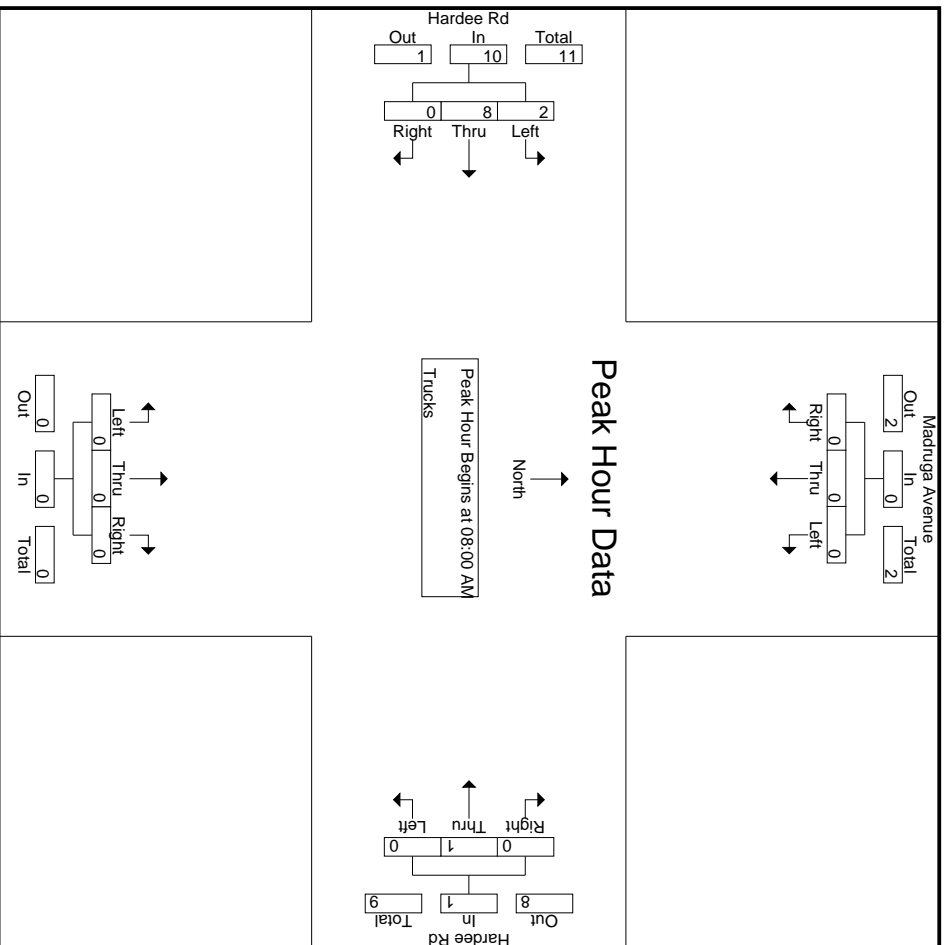 Hardee Rd
Out In Total
1 10 11
0 8 2
Right Thru Left
Peak Hour Data
North
Peak Hour Begins at 08:00 AM
Trucks
Madruga Avenue
Out In Total
2 0 2
0 0 0
Right Thru Left
Left Thru Right
0 0 0
0 0 0
Out In Total
Hardee Rd
Out In Total
8 1 9
0 1 0
Right Thru Left